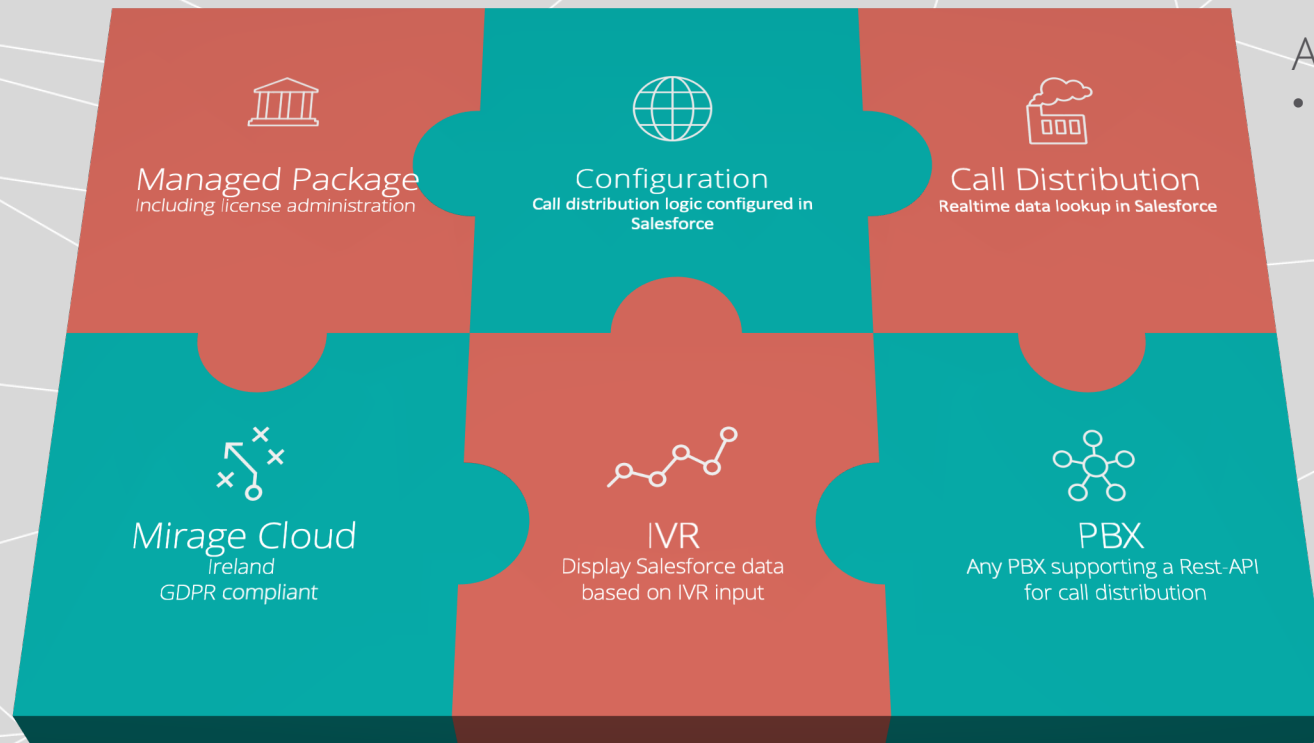 A
•
Managed Package
Including license administration
Configuration
Call distribution logic configured in
Salesforce
Call Distribution
Realtime data lookup in Salesforce
Mirage Cloud
Ireland
GDPR compliant
IVR
Display Salesforce data
based on IVR input
PBX
Any PBX supporting a Rest-API
for call distribution